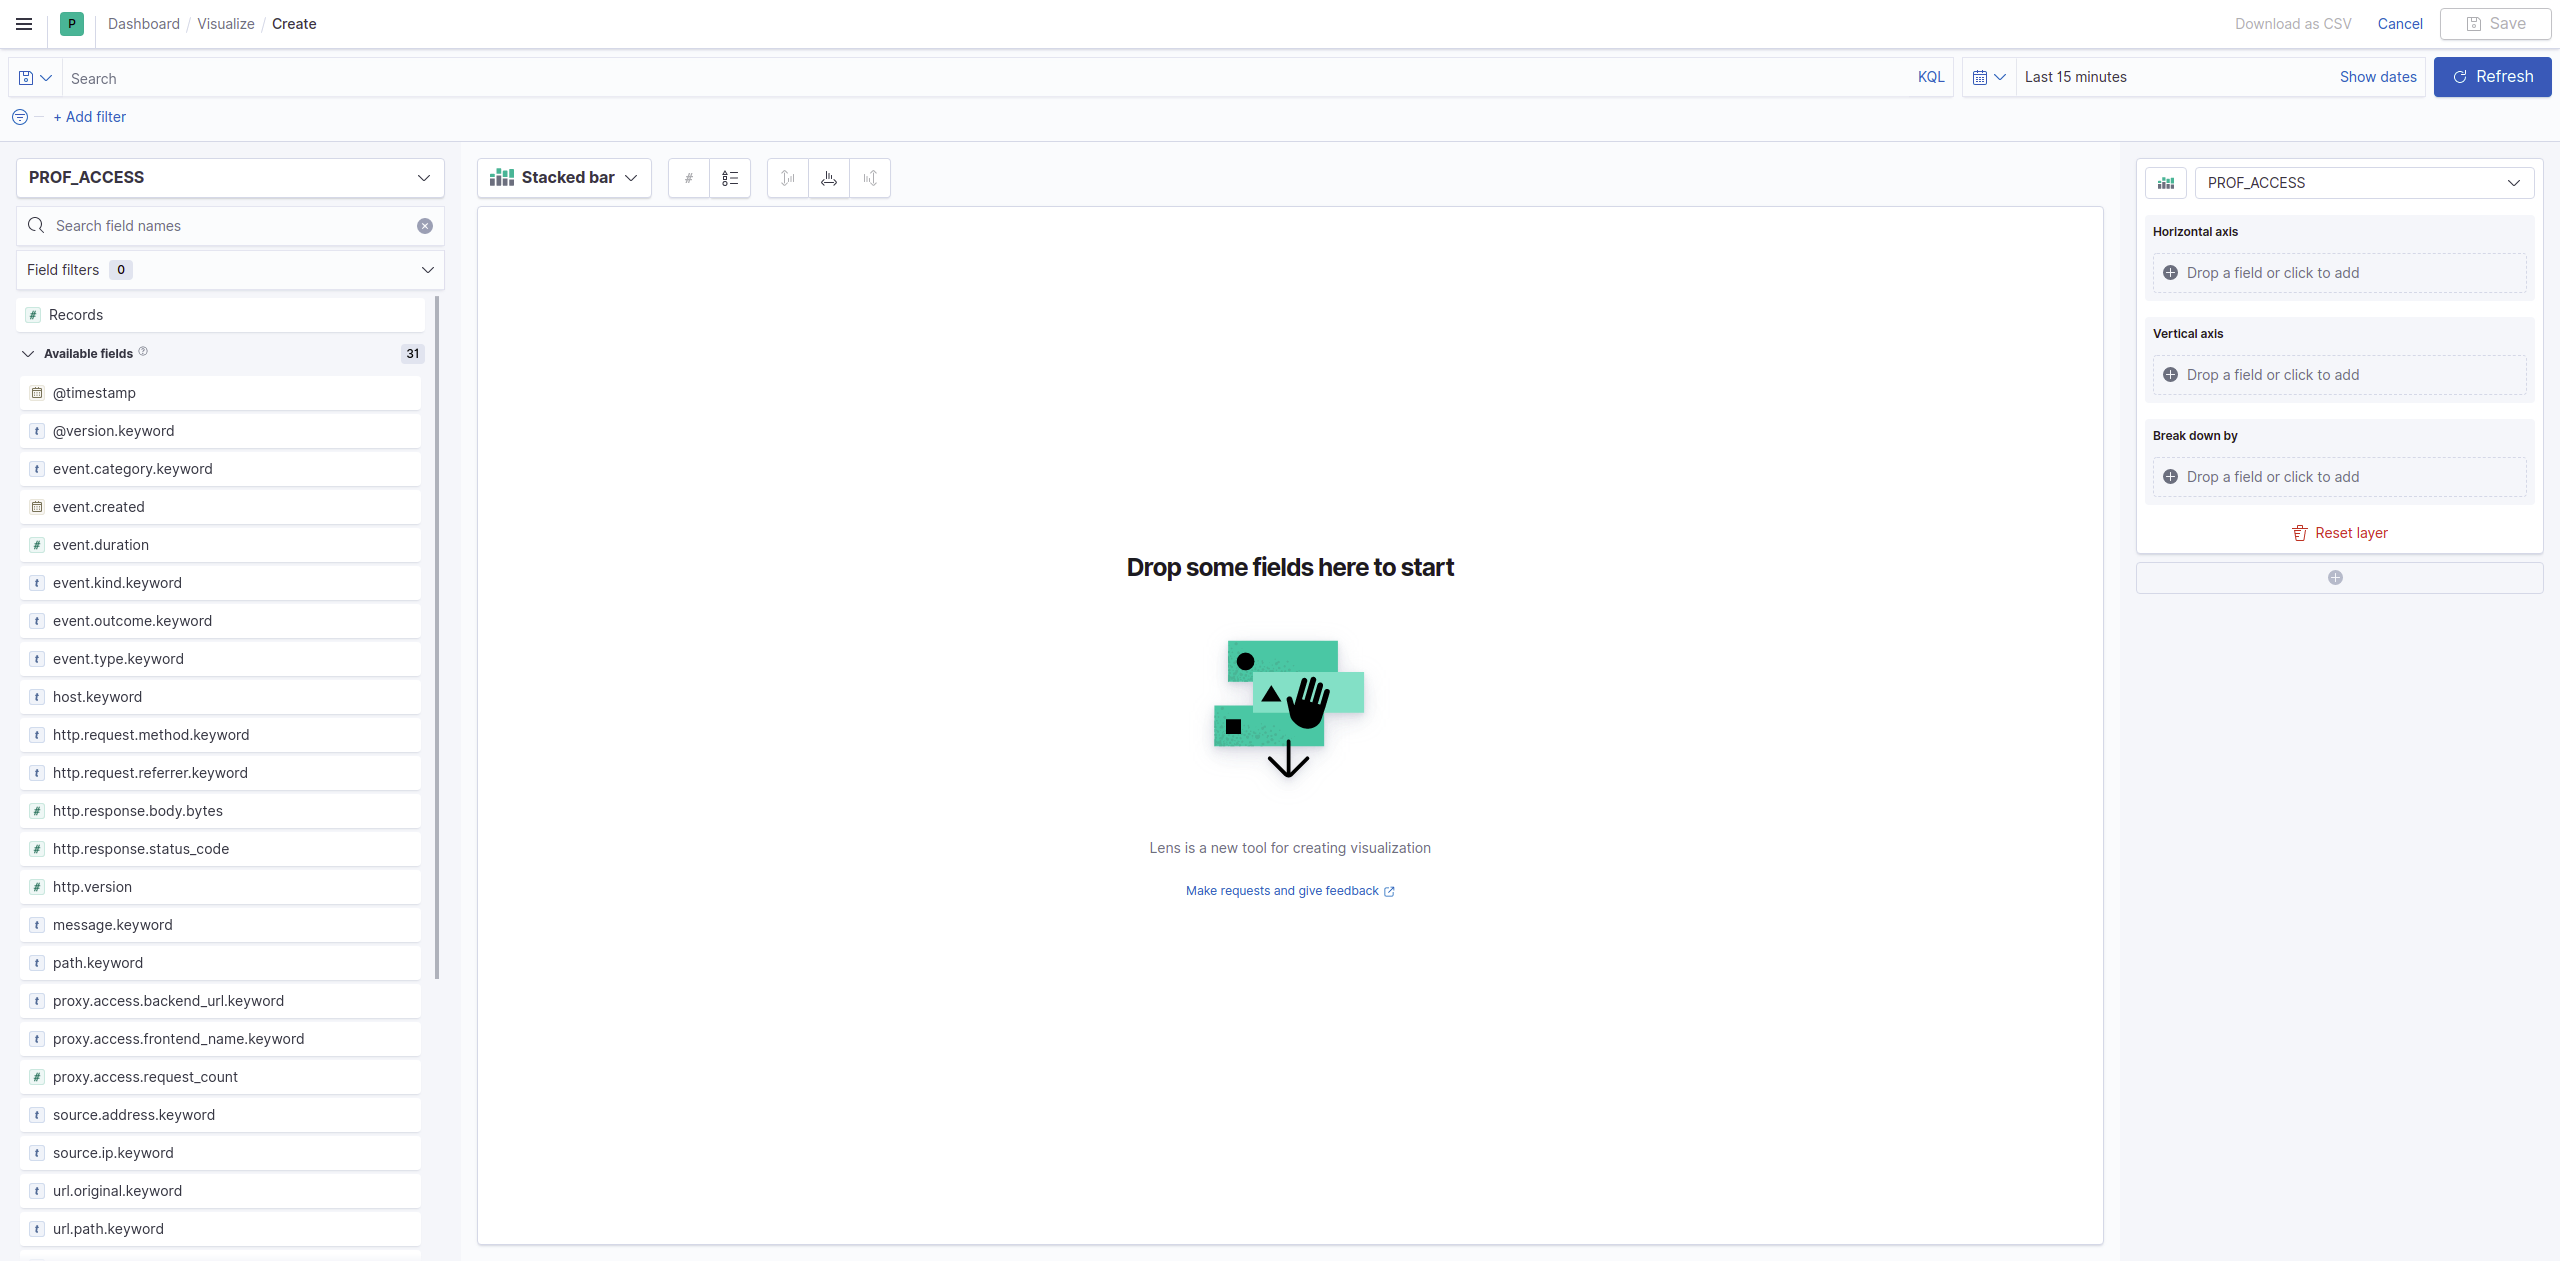 P Dashboard / Visualize / Create Download as CSV Cancel Save
Search KQL Last 15 minutes Show dates Refresh
+ Add filter
PROF_ACCESS
Search field names
Field filters 0
# Records
Available fields 31
@timestamp
t @version.keyword
t event.category.keyword
event.created
# event.duration
t event.kind.keyword
t event.outcome.keyword
t event.type.keyword
t host.keyword
t http.request.method.keyword
t http.request.referrer.keyword
# http.response.body.bytes
# http.response.status_code
# http.version
t message.keyword
t path.keyword
t proxy.access.backend_url.keyword
t proxy.access.frontend_name.keyword
# proxy.access.request_count
t source.address.keyword
t source.ip.keyword
t url.original.keyword
t url.path.keyword
Stacked bar #
Drop some fields here to start
Lens is a new tool for creating visualization
Make requests and give feedback
PROF_ACCESS
Horizontal axis
Drop a field or click to add
Vertical axis
Drop a field or click to add
Break down by
Drop a field or click to add
Reset layer